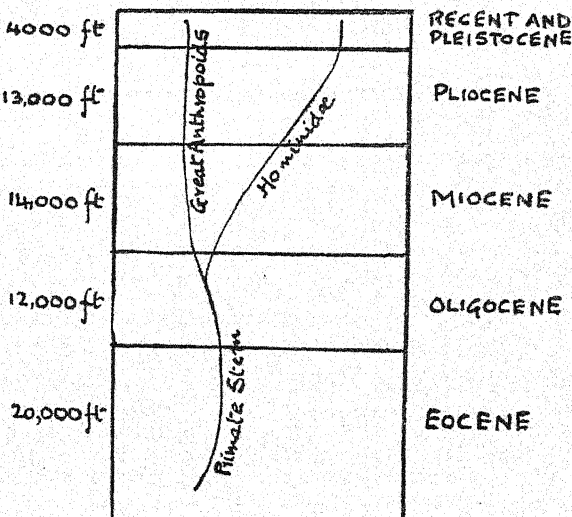 4000 ft
RECENT AND
PLEISTOCENE
13,000 ft
PLIOCENE
Great Anthropoids
Hominidæ
14,000 ft
MIOCENE
12,000 ft
OLIGOCENE
Primate Stem
20,000 ft
EOCENE